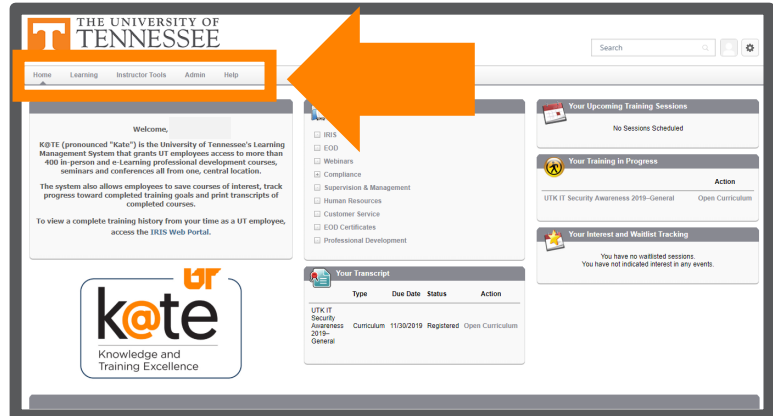 THE UNIVERSITY OF
TENNESSEE
Search
Home Learning Instructor Tools Admin Help
Welcome,
K@TE (pronounced "Kate") is the University of Tennessee's Learning
Management System that grants UT employees access to more than
400 in-person and e-Learning professional development courses,
seminars and conferences all from one, central location.
The system also allows employees to save courses of interest, track
progress toward completed training goals and print transcripts of
completed courses.
To view a complete training history from your time as a UT employee,
access the IRIS Web Portal.
k@te
Knowledge and
Training Excellence
IRIS
EOD
Webinars
Compliance
Supervision & Management
Human Resources
Customer Service
EOD Certificates
Professional Development
Your Transcript
Type Due Date Status Action
UTK IT
Security
Awareness Curriculum 11/30/2019 Registered Open Curriculum
2019–
General
Your Upcoming Training Sessions
No Sessions Scheduled
Your Training in Progress
Action
UTK IT Security Awareness 2019–General Open Curriculum
Your Interest and Waitlist Tracking
You have no waitlisted sessions.
You have not indicated interest in any events.